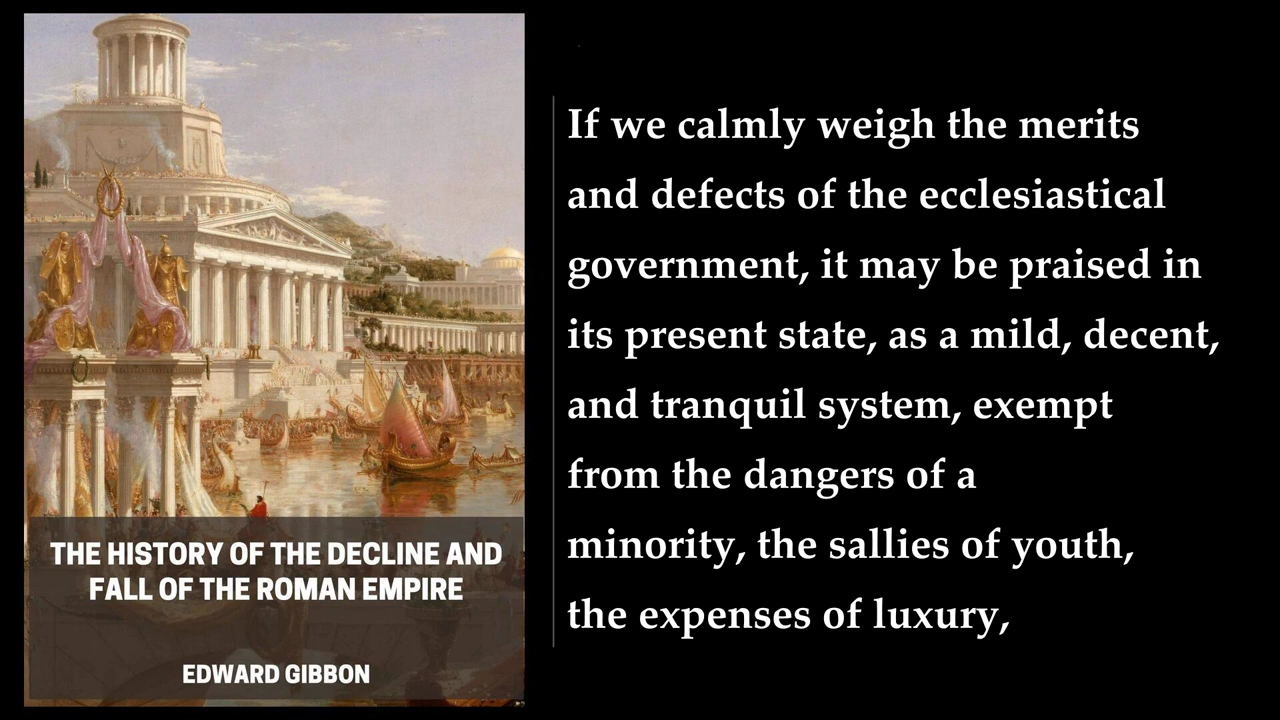 THE HISTORY OF THE DECLINE AND
FALL OF THE ROMAN EMPIRE
EDWARD GIBBON
If we calmly weigh the merits
and defects of the ecclesiastical
government, it may be praised in
its present state, as a mild, decent,
and tranquil system, exempt
from the dangers of a
minority, the sallies of youth,
the expenses of luxury,